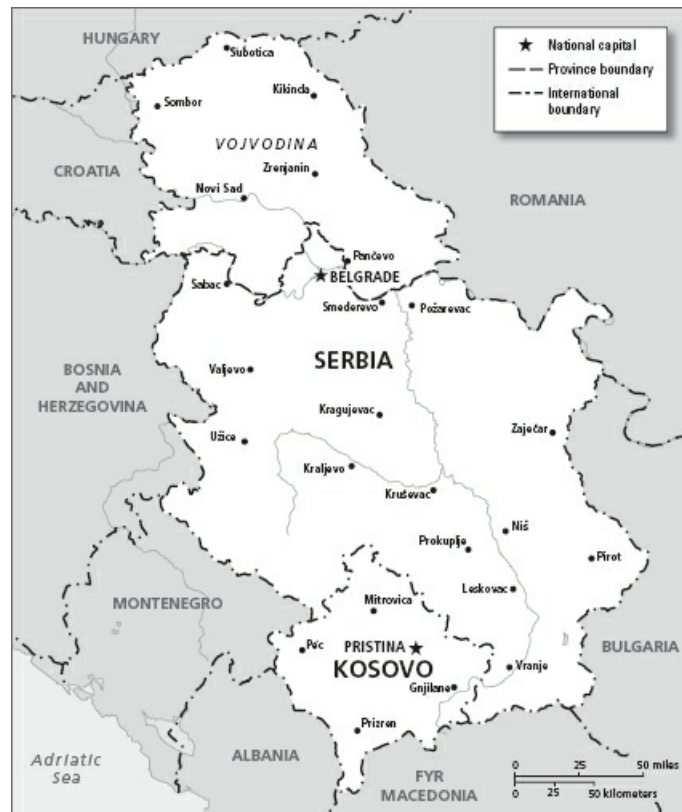 HUNGARY
Subotica
★ National capital
Province boundary
International
boundary
Kikinda
Sombor
VOJVODINA
CROATIA
Zrenjanin
Novi Sad
ROMANIA
Pančevo
BELGRADE
Sabac
Smederevo
Požarevac
SERBIA
BOSNIA
AND
HERZEGOVINA
Valjevo
Kragujevac
Užice
Zaječar
Kraljevo
Kruševac
Niš
Prokuplje
Pirot
Leskovac
MONTENEGRO
Mitrovica
Peć
PRISTINA
KOSOVO
BULGARIA
Vranje
Gnjilane
Prizren
Adriatic
Sea
ALBANIA
FYR
MACEDONIA
0 25 50 miles
0 25 50 kilometers